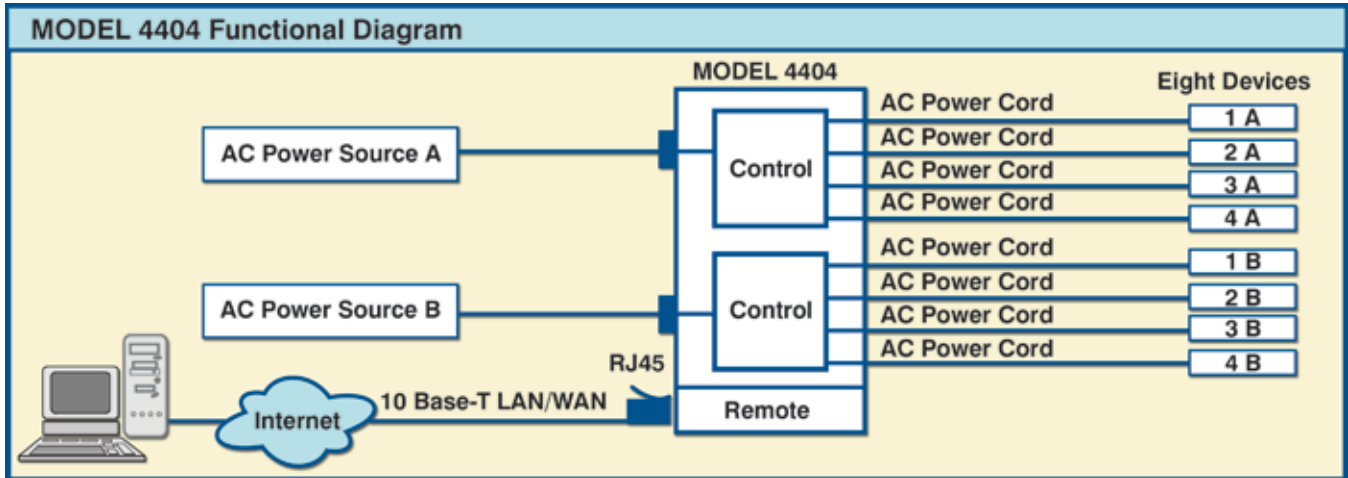 MODEL 4404 Functional Diagram
MODEL 4404
Eight Devices
AC Power Source A
Control
AC Power Cord
1 A
AC Power Cord
2 A
AC Power Cord
3 A
AC Power Cord
4 A
AC Power Source B
Control
AC Power Cord
1 B
AC Power Cord
2 B
AC Power Cord
3 B
AC Power Cord
4 B
RJ45
Internet
10 Base-T LAN/WAN
Remote